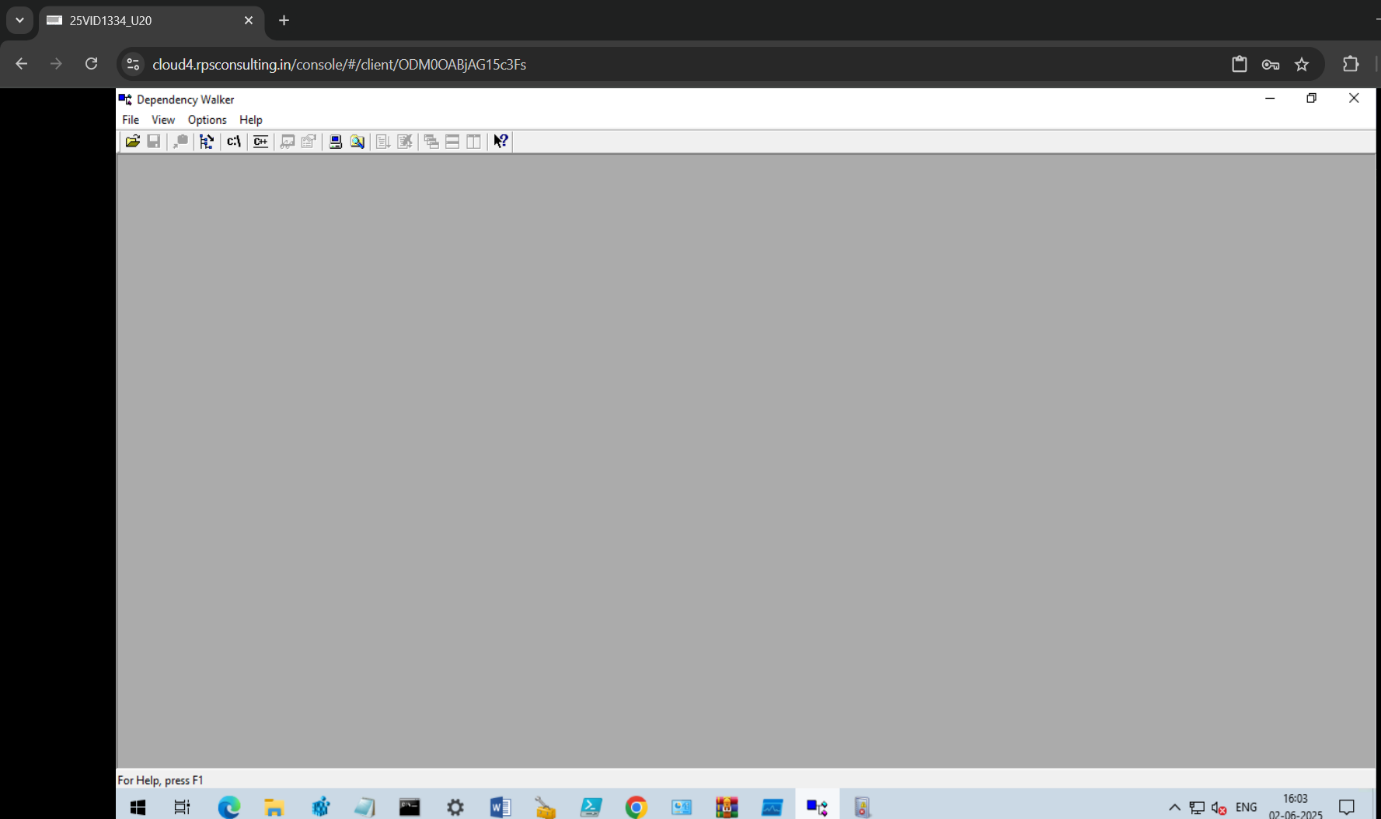 25VID1334_U20
cloud4.rpsconsulting.in/console/#/client/ODM0OABjAG15c3Fs
Dependency Walker
File View Options Help
C:\ C++
For Help, press F1
ENG
16:03
02-06-2025